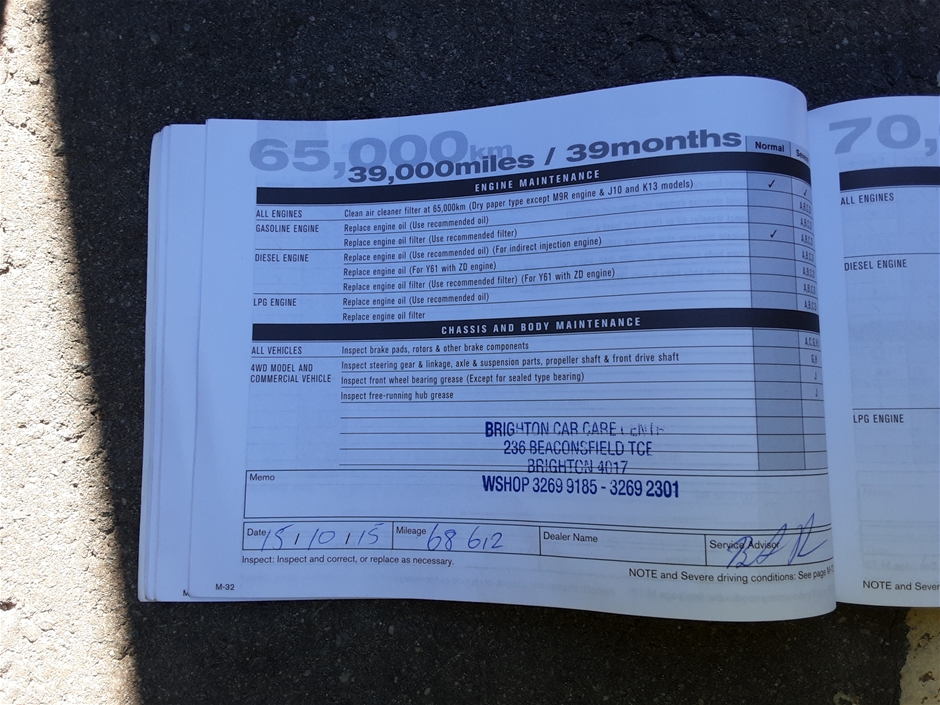 65,000km
39,000miles / 39months
Normal
ENGINE MAINTENANCE
ALL ENGINES Clean air cleaner filter at 65,000km (Dry paper type except M9R engine & J10 and K13 models) ✓
GASOLINE ENGINE Replace engine oil (Use recommended oil)
Replace engine oil filter (Use recommended filter) ✓
DIESEL ENGINE Replace engine oil (Use recommended oil) (For indirect injection engine)
Replace engine oil (For Y61 with ZD engine)
Replace engine oil filter (Use recommended filter) (For Y61 with ZD engine)
LPG ENGINE Replace engine oil (Use recommended oil)
Replace engine oil filter
CHASSIS AND BODY MAINTENANCE
ALL VEHICLES Inspect brake pads, rotors & other brake components
4WD MODEL AND COMMERCIAL VEHICLE Inspect steering gear & linkage, axle & suspension parts, propeller shaft & front drive shaft
Inspect front wheel bearing grease (Except for sealed type bearing)
Inspect free-running hub grease
BRIGHTON CAR CARE
236 BEACONSFIELD TCE
BRIGHTON 4017
WSHOP 3269 9185 - 3269 2301
Memo
Date 15/10/15 Mileage 68 612 Dealer Name Service Advisor
Inspect: Inspect and correct, or replace as necessary.
NOTE and Severe driving conditions: See page
M-32
70,
ALL ENGINES
DIESEL ENGINE
LPG ENGINE
NOTE and